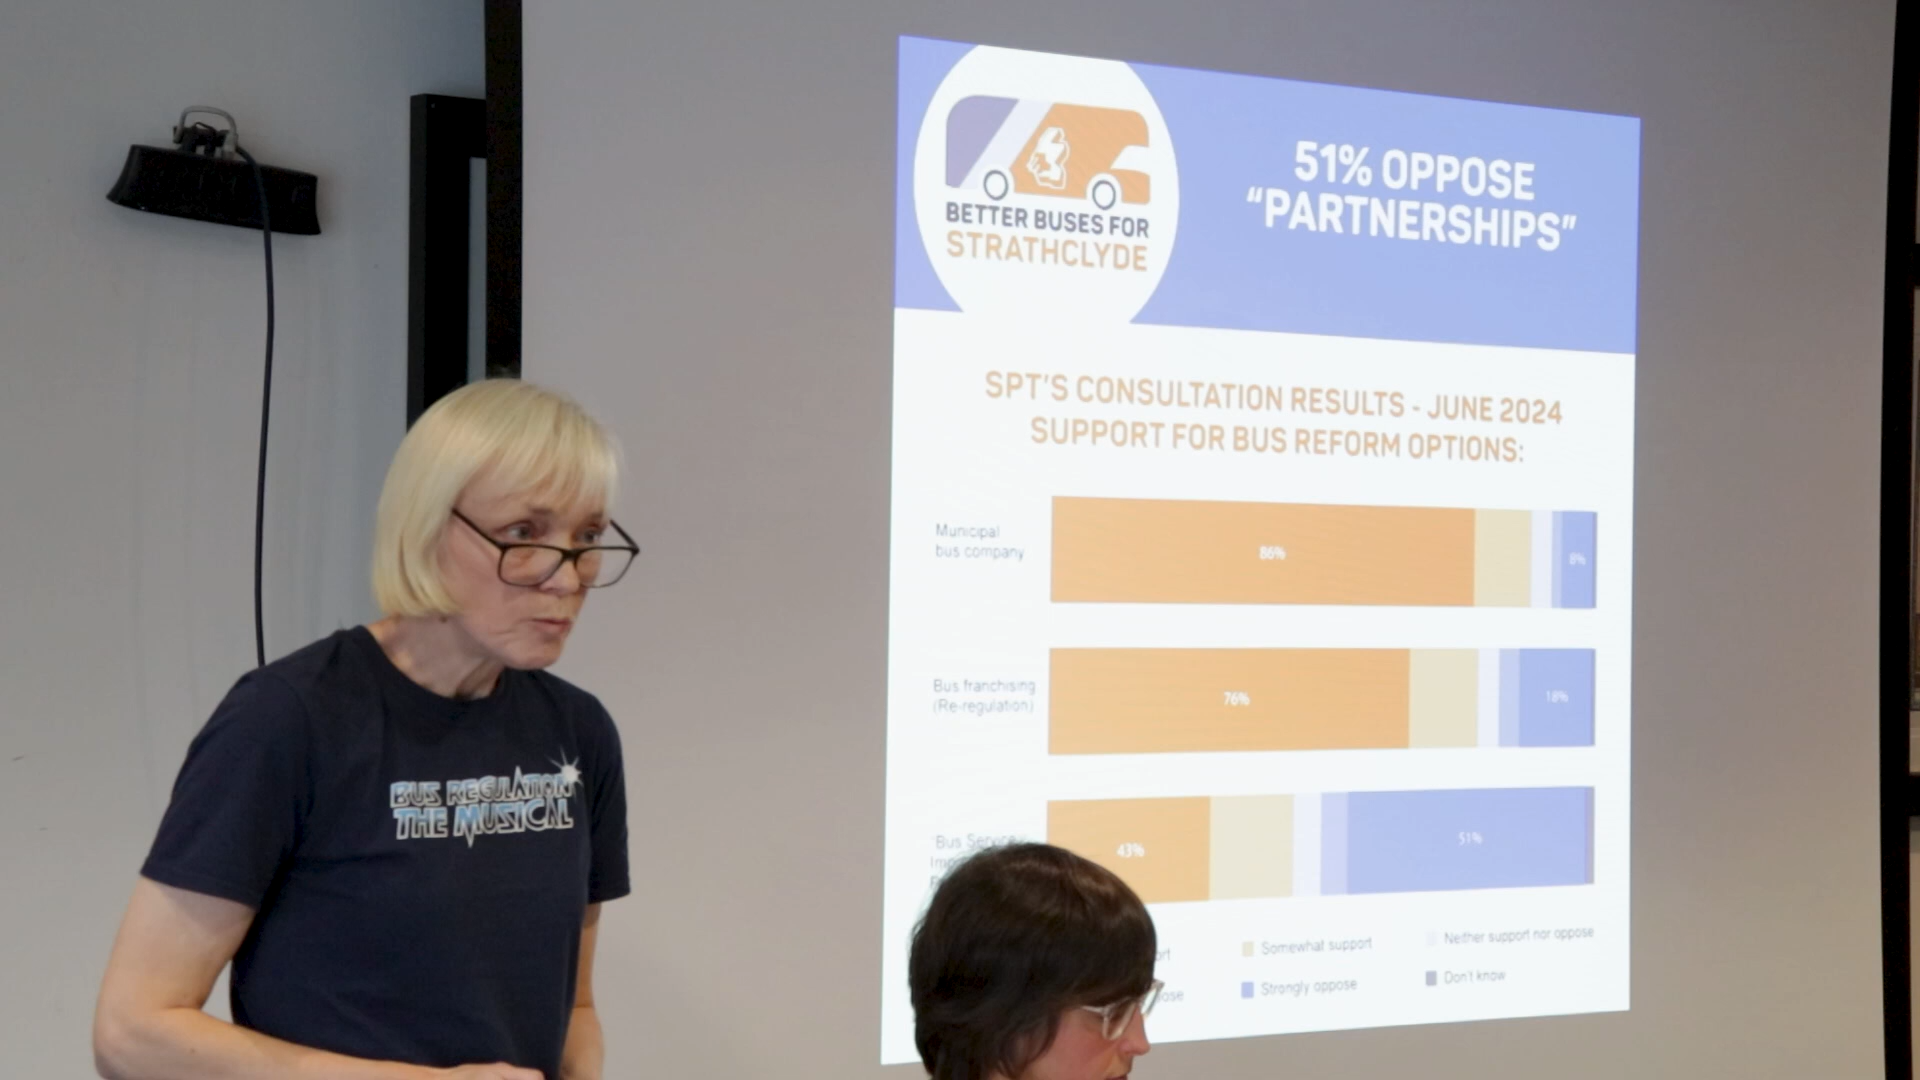 BETTER BUSES FOR
STRATHCLYDE
51% OPPOSE
“PARTNERSHIPS”
SPT'S CONSULTATION RESULTS - JUNE 2024
SUPPORT FOR BUS REFORM OPTIONS:
Municipal
bus company
86%
8%
Bus franchising
(Re-regulation)
76%
18%
"Bus Service
43%
51%
Somewhat support
Neither support nor oppose
Strongly oppose
Don't know
BUS REGULATION
THE MUSICAL